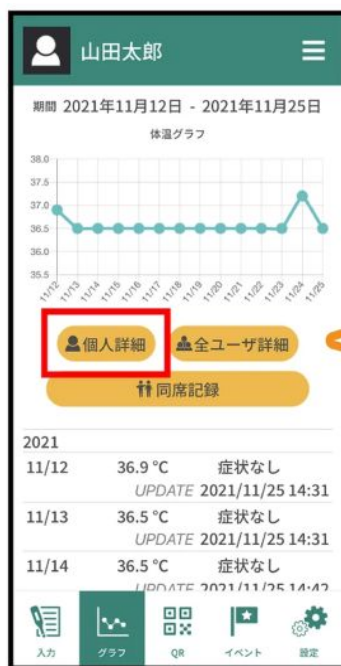 山田太郎
期間 2021年11月12日 - 2021年11月25日
体温グラフ
38.0
37.5
37.0
36.5
36.0
35.5
11/12 11/13 11/14 11/15 11/16 11/17 11/18 11/19 11/20 11/21 11/22 11/23 11/24 11/25
個人詳細 全ユーザ詳細
同席記録
2021
11/12 36.9 °C 症状なし
UPDATE 2021/11/25 14:31
11/13 36.5 °C 症状なし
UPDATE 2021/11/25 14:31
11/14 36.5 °C 症状なし
UPDATE 2021/11/25 14:42
入力 グラフ QR イベント 設定